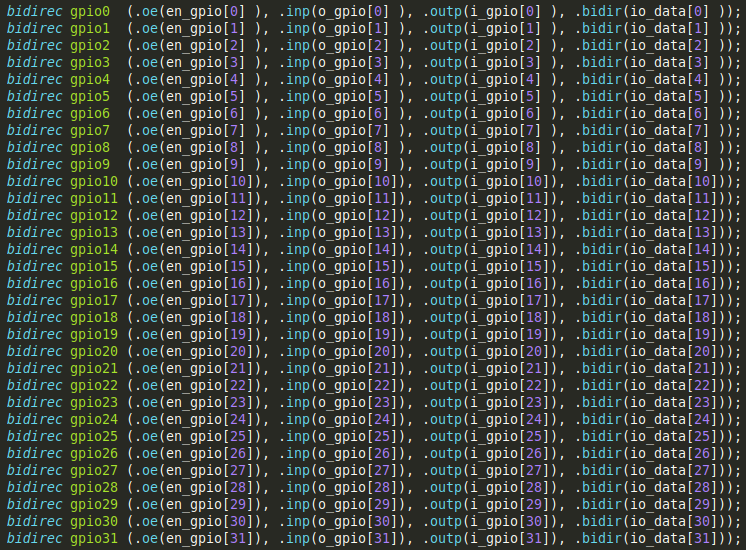 bidirec gpio0  (.oe(en_gpio[0] ), .inp(o_gpio[0] ), .outp(i_gpio[0] ), .bidir(io_data[0] ));
bidirec gpio1  (.oe(en_gpio[1] ), .inp(o_gpio[1] ), .outp(i_gpio[1] ), .bidir(io_data[1] ));
bidirec gpio2  (.oe(en_gpio[2] ), .inp(o_gpio[2] ), .outp(i_gpio[2] ), .bidir(io_data[2] ));
bidirec gpio3  (.oe(en_gpio[3] ), .inp(o_gpio[3] ), .outp(i_gpio[3] ), .bidir(io_data[3] ));
bidirec gpio4  (.oe(en_gpio[4] ), .inp(o_gpio[4] ), .outp(i_gpio[4] ), .bidir(io_data[4] ));
bidirec gpio5  (.oe(en_gpio[5] ), .inp(o_gpio[5] ), .outp(i_gpio[5] ), .bidir(io_data[5] ));
bidirec gpio6  (.oe(en_gpio[6] ), .inp(o_gpio[6] ), .outp(i_gpio[6] ), .bidir(io_data[6] ));
bidirec gpio7  (.oe(en_gpio[7] ), .inp(o_gpio[7] ), .outp(i_gpio[7] ), .bidir(io_data[7] ));
bidirec gpio8  (.oe(en_gpio[8] ), .inp(o_gpio[8] ), .outp(i_gpio[8] ), .bidir(io_data[8] ));
bidirec gpio9  (.oe(en_gpio[9] ), .inp(o_gpio[9] ), .outp(i_gpio[9] ), .bidir(io_data[9] ));
bidirec gpio10 (.oe(en_gpio[10]), .inp(o_gpio[10]), .outp(i_gpio[10]), .bidir(io_data[10]));
bidirec gpio11 (.oe(en_gpio[11]), .inp(o_gpio[11]), .outp(i_gpio[11]), .bidir(io_data[11]));
bidirec gpio12 (.oe(en_gpio[12]), .inp(o_gpio[12]), .outp(i_gpio[12]), .bidir(io_data[12]));
bidirec gpio13 (.oe(en_gpio[13]), .inp(o_gpio[13]), .outp(i_gpio[13]), .bidir(io_data[13]));
bidirec gpio14 (.oe(en_gpio[14]), .inp(o_gpio[14]), .outp(i_gpio[14]), .bidir(io_data[14]));
bidirec gpio15 (.oe(en_gpio[15]), .inp(o_gpio[15]), .outp(i_gpio[15]), .bidir(io_data[15]));
bidirec gpio16 (.oe(en_gpio[16]), .inp(o_gpio[16]), .outp(i_gpio[16]), .bidir(io_data[16]));
bidirec gpio17 (.oe(en_gpio[17]), .inp(o_gpio[17]), .outp(i_gpio[17]), .bidir(io_data[17]));
bidirec gpio18 (.oe(en_gpio[18]), .inp(o_gpio[18]), .outp(i_gpio[18]), .bidir(io_data[18]));
bidirec gpio19 (.oe(en_gpio[19]), .inp(o_gpio[19]), .outp(i_gpio[19]), .bidir(io_data[19]));
bidirec gpio20 (.oe(en_gpio[20]), .inp(o_gpio[20]), .outp(i_gpio[20]), .bidir(io_data[20]));
bidirec gpio21 (.oe(en_gpio[21]), .inp(o_gpio[21]), .outp(i_gpio[21]), .bidir(io_data[21]));
bidirec gpio22 (.oe(en_gpio[22]), .inp(o_gpio[22]), .outp(i_gpio[22]), .bidir(io_data[22]));
bidirec gpio23 (.oe(en_gpio[23]), .inp(o_gpio[23]), .outp(i_gpio[23]), .bidir(io_data[23]));
bidirec gpio24 (.oe(en_gpio[24]), .inp(o_gpio[24]), .outp(i_gpio[24]), .bidir(io_data[24]));
bidirec gpio25 (.oe(en_gpio[25]), .inp(o_gpio[25]), .outp(i_gpio[25]), .bidir(io_data[25]));
bidirec gpio26 (.oe(en_gpio[26]), .inp(o_gpio[26]), .outp(i_gpio[26]), .bidir(io_data[26]));
bidirec gpio27 (.oe(en_gpio[27]), .inp(o_gpio[27]), .outp(i_gpio[27]), .bidir(io_data[27]));
bidirec gpio28 (.oe(en_gpio[28]), .inp(o_gpio[28]), .outp(i_gpio[28]), .bidir(io_data[28]));
bidirec gpio29 (.oe(en_gpio[29]), .inp(o_gpio[29]), .outp(i_gpio[29]), .bidir(io_data[29]));
bidirec gpio30 (.oe(en_gpio[30]), .inp(o_gpio[30]), .outp(i_gpio[30]), .bidir(io_data[30]));
bidirec gpio31 (.oe(en_gpio[31]), .inp(o_gpio[31]), .outp(i_gpio[31]), .bidir(io_data[31]));